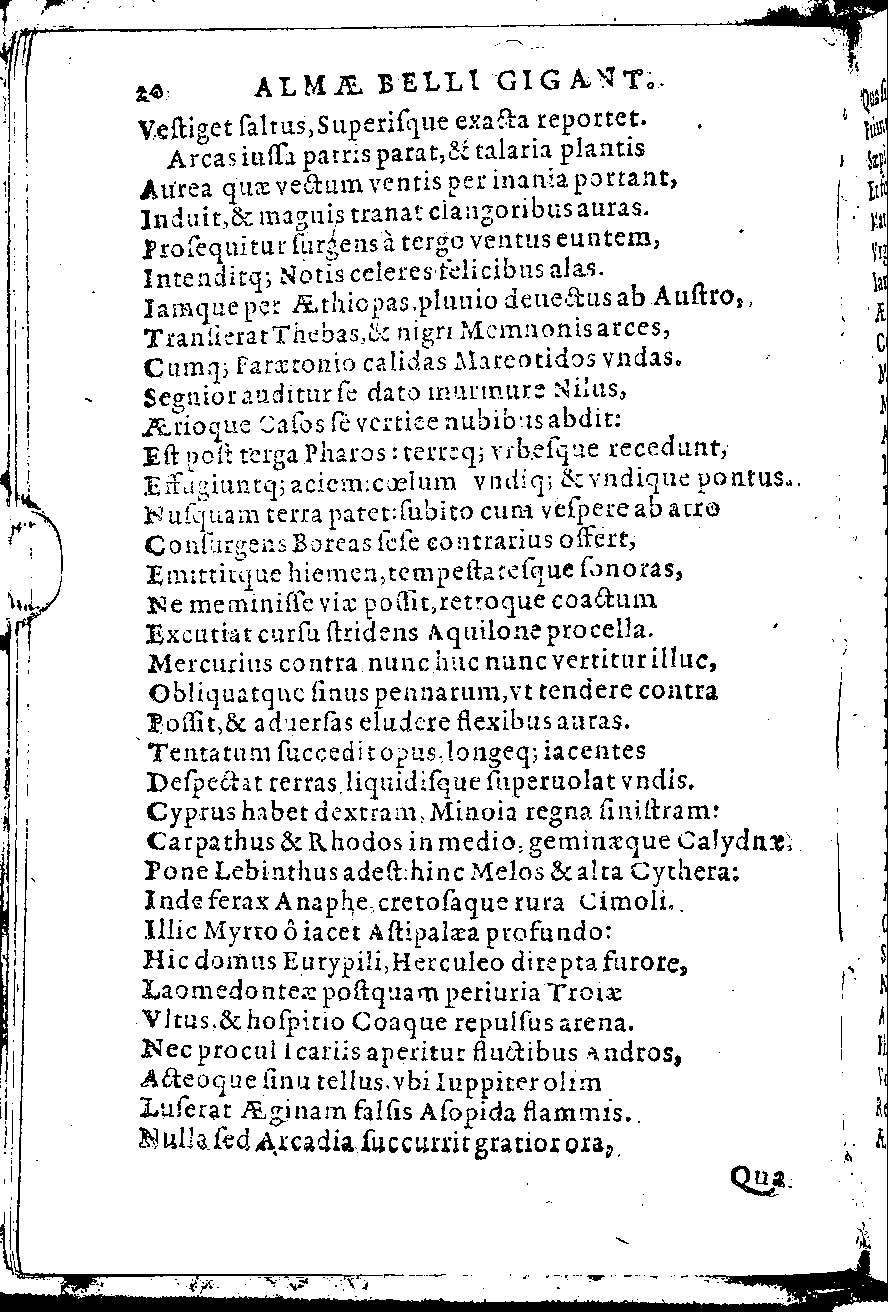 20 ALMÆ BELLI GIGANT.
Veſtiget ſaltus, Superiſque exacta reportet.
Arcas iuſſa patris parat, & talaria plantis
Aurea quæ vectum ventis per inania portant,
Induit, & magnis tranat clangoribus auras.
Proſequitur ſurgens à tergo ventus euntem,
Intenditq; Notis celeres felicibus alas.
Iamque per Æthiopas, pluuio deuectus ab Auſtro,
Tranſierat Thebas, & nigri Memnonis arces,
Cumq; Parætonio calidas Mareotidos vndas.
Segnior auditur ſe dato murmure Nilus,
Ærioque Caſos ſe vertice nubibus abdit:
Eſt poſt terga Pharos: terręq; vrbeſque recedunt,
Effugiuntq; aciem: cœlum vndiq; & vndique pontus.
Nuſquam terra patet: ſubito cum veſpere ab atro
Conſurgens Boreas ſeſe contrarius offert,
Emittitque hiemen, tempeſtateſque ſonoras,
Ne meminiſſe viæ poſſit, retroque coactum
Excutiat curſu ſtridens Aquilone procella.
Mercurius contra nunc huc nunc vertitur illuc,
Obliquatque ſinus pennarum, vt tendere contra
Poſſit, & aduerſas eludere flexibus auras.
Tentatum ſuccedit opus, longeq; iacentes
Deſpectat terras, liquidiſque ſuperuolat vndis.
Cyprus habet dextram, Minoia regna ſiniſtram:
Carpathus & Rhodos in medio, geminæque Calydnæ,
Pone Lebinthus adeſt: hinc Melos & alta Cythera:
Inde ferax Anaphe, cretoſaque rura Cimoli.
Illic Myrtoô iacet Aſtipalæa profundo:
Hic domus Eurypili, Herculeo direpta furore,
Laomedonteæ poſtquam periuria Troiæ
Vltus, & hoſpitio Coaque repulſus arena.
Nec procul Icariis aperitur fluctibus Andros,
Acteoque ſinu tellus, vbi Iuppiter olim
Luſerat Æginam falſis Aſopida flammis.
Nulla ſed Arcadia ſuccurrit gratior ora,
Qua